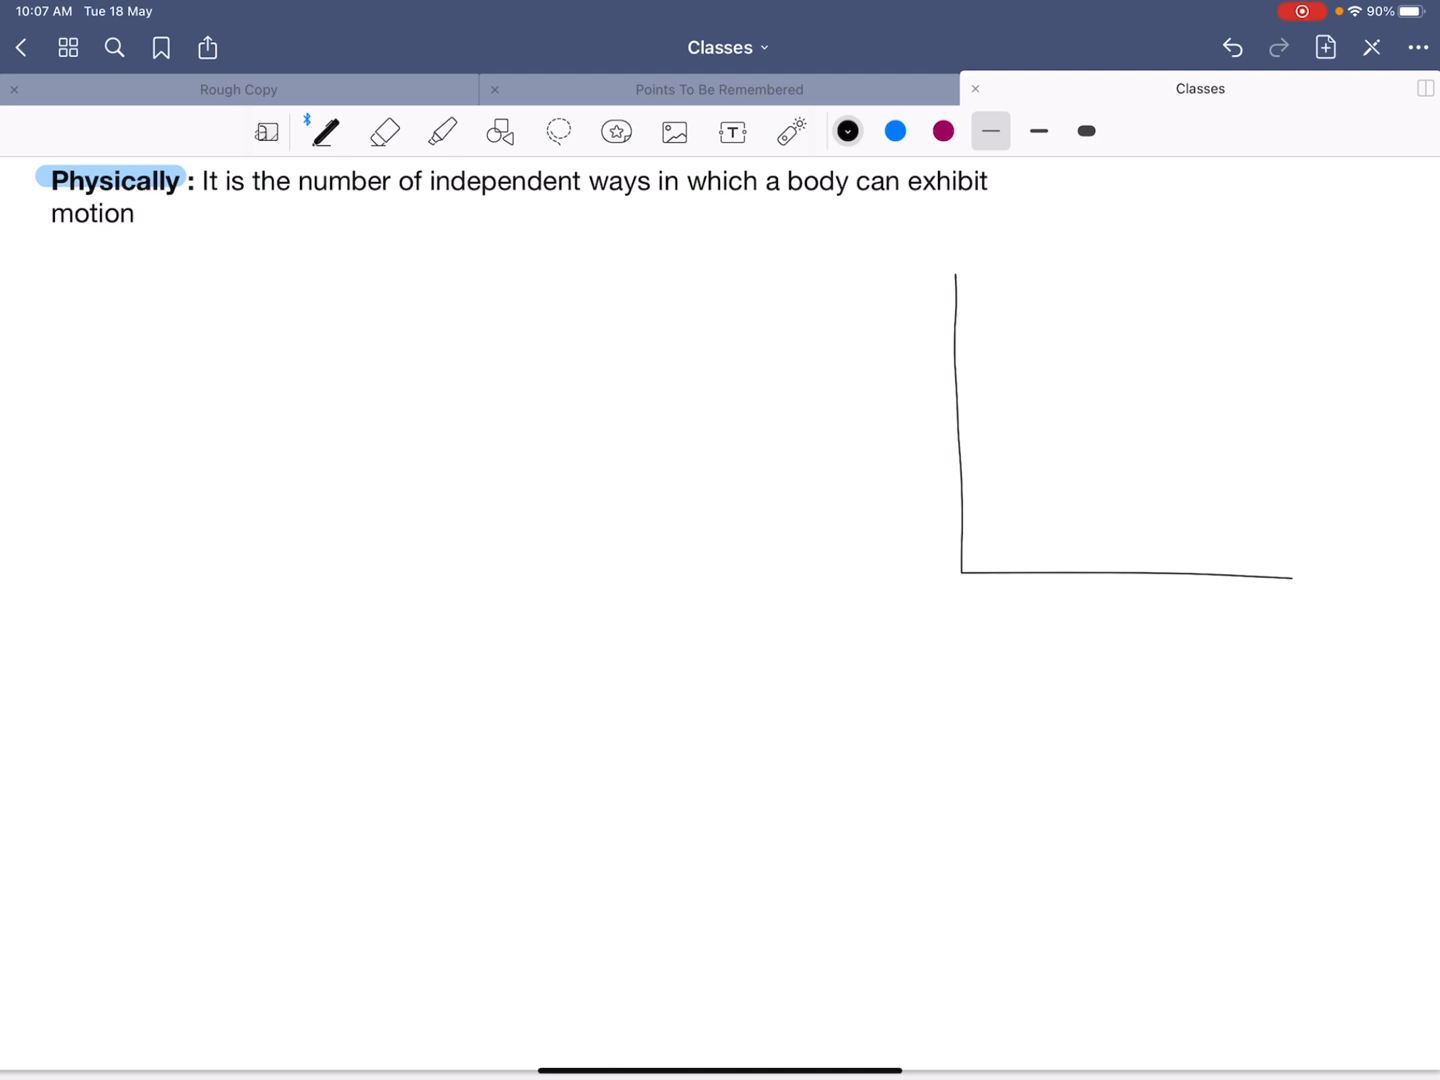 10:07 AM Tue 18 May
90%
Classes
Rough Copy
Points To Be Remembered
Classes
Physically : It is the number of independent ways in which a body can exhibit
motion